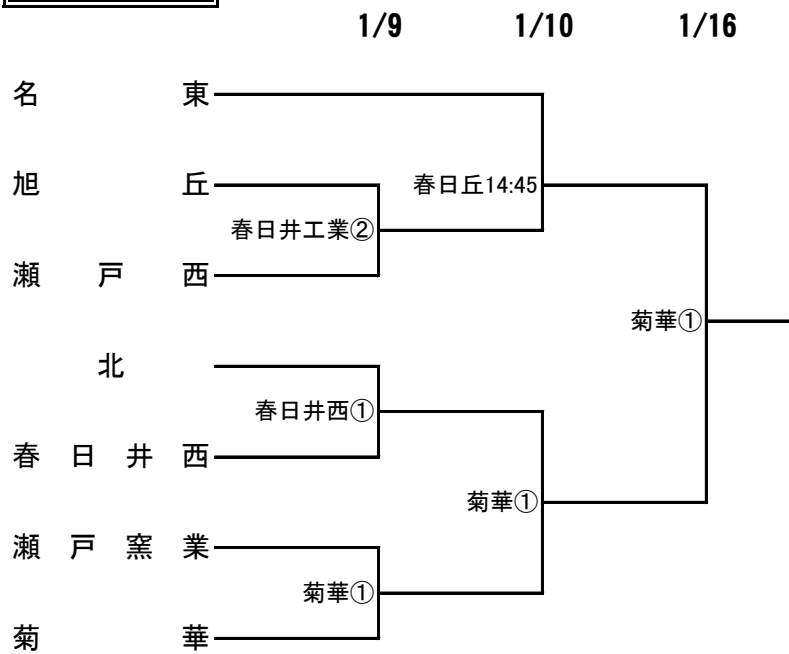 1/9 1/10 1/16
名東
旭丘 春日丘14:45
春日井工業②
瀬戸西
菊華①
北
春日井西①
春日井西
菊華①
瀬戸窯業
菊華①
菊華